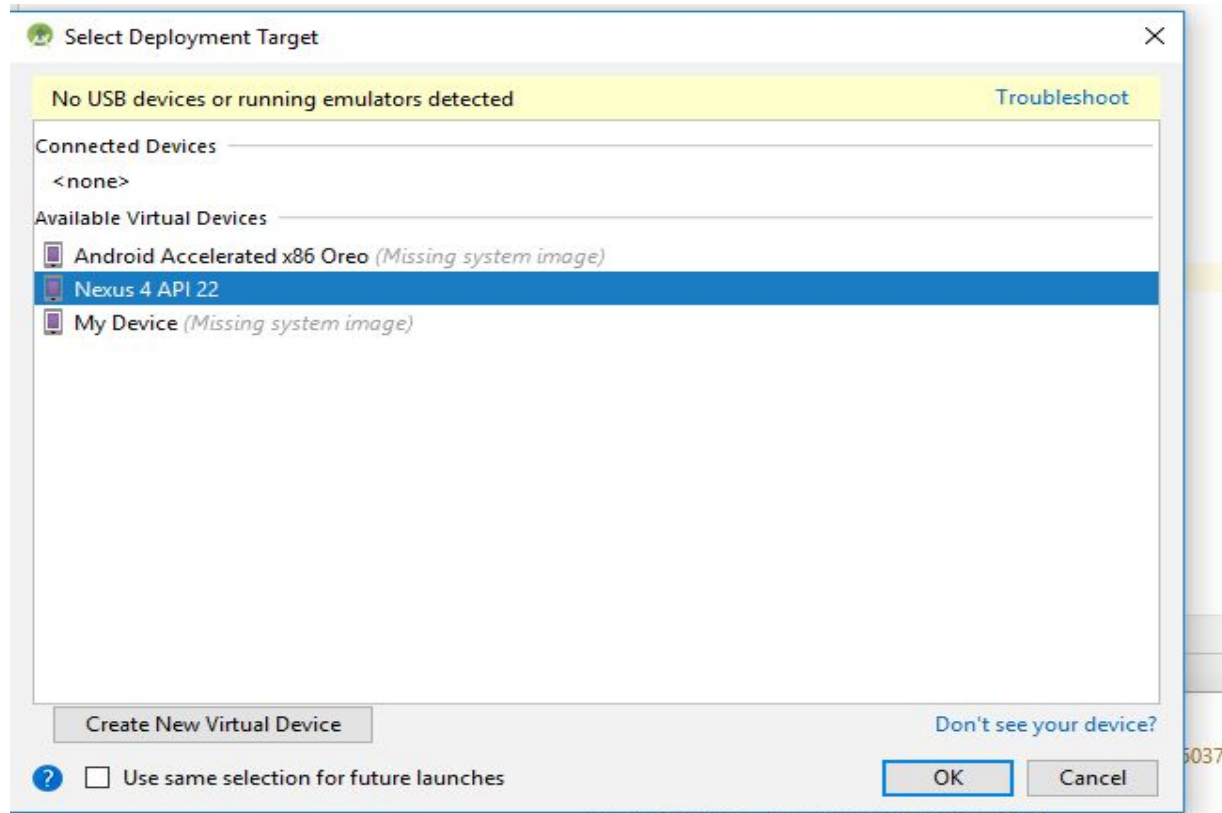 Select Deployment Target
No USB devices or running emulators detected Troubleshoot
Connected Devices
<none>
Available Virtual Devices
Android Accelerated x86 Oreo (Missing system image)
Nexus 4 API 22
My Device (Missing system image)
Create New Virtual Device Don't see your device?
? Use same selection for future launches OK Cancel